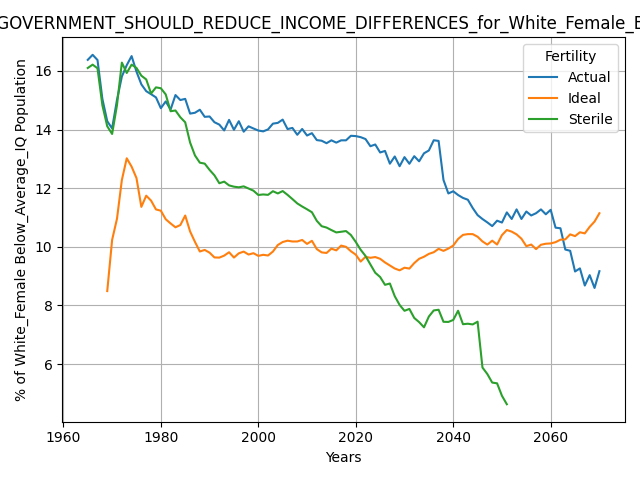 GOVERNMENT_SHOULD_REDUCE_INCOME_DIFFERENCES_for_White_Female_B
Fertility
Actual
Ideal
Sterile
% of White_Female Below_Average_IQ Population
16
14
12
10
8
6
1960 1980 2000 2020 2040 2060
Years